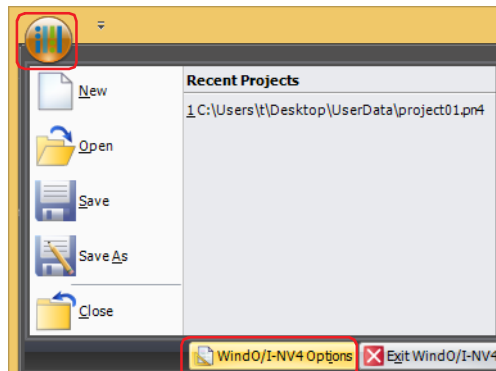 New
Open
Save
Save As
Close
Recent Projects
1 C:\Users\t\Desktop\UserData\project01.pn4
WindO/I-NV4 Options
Exit WindO/I-NV4